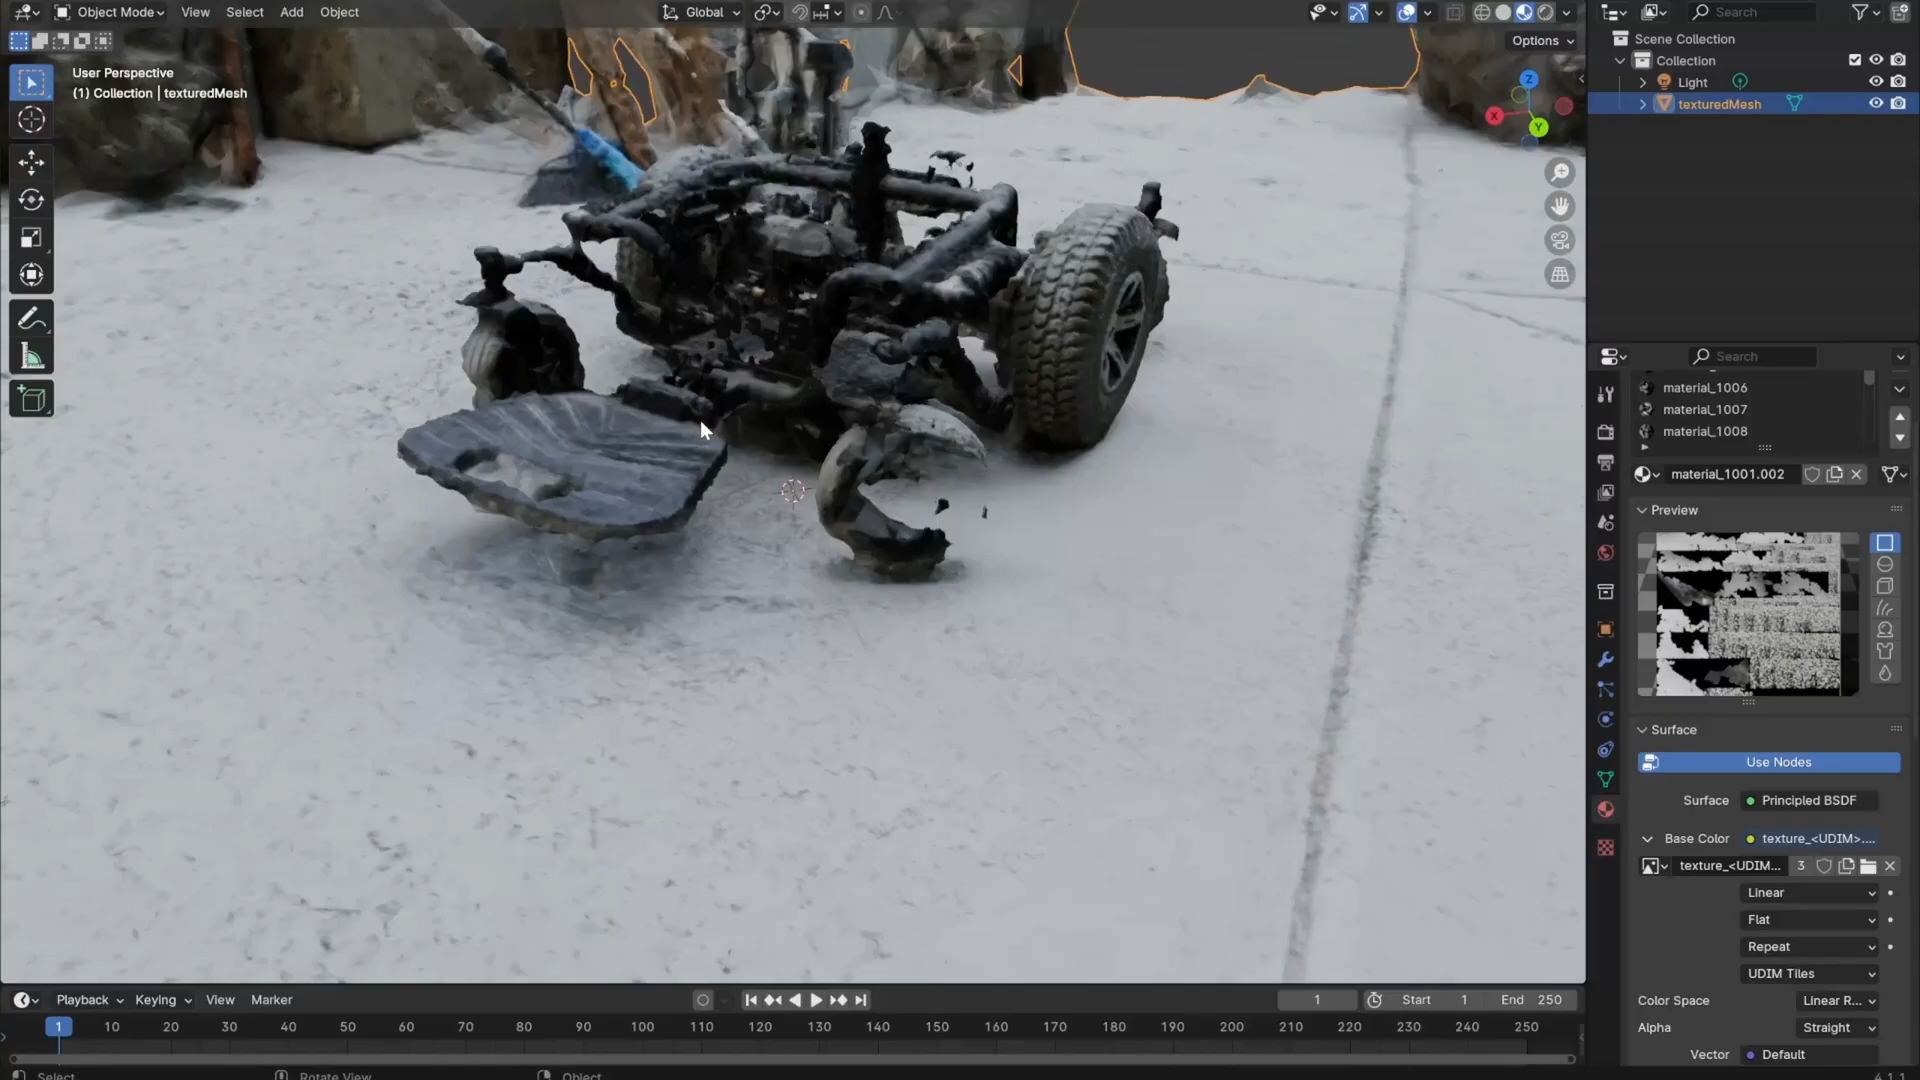 Object Mode View Select Add Object Global
Options
User Perspective
(1) Collection | texturedMesh
Z
X
Y
Search
Scene Collection
Collection
Light
texturedMesh
Search
material_1006
material_1007
material_1008
material_1001.002
Preview
Surface
Use Nodes
Surface Principled BSDF
Base Color texture_<UDIM>....
texture_<UDIM... 3
Linear
Flat
Repeat
UDIM Tiles
Color Space Linear R...
Alpha Straight
Vector Default
Playback Keying View Marker 1 Start 1 End 250
1 10 20 30 40 50 60 70 80 90 100 110 120 130 140 150 160 170 180 190 200 210 220 230 240 250
Select Rotate View Object 4.1.1